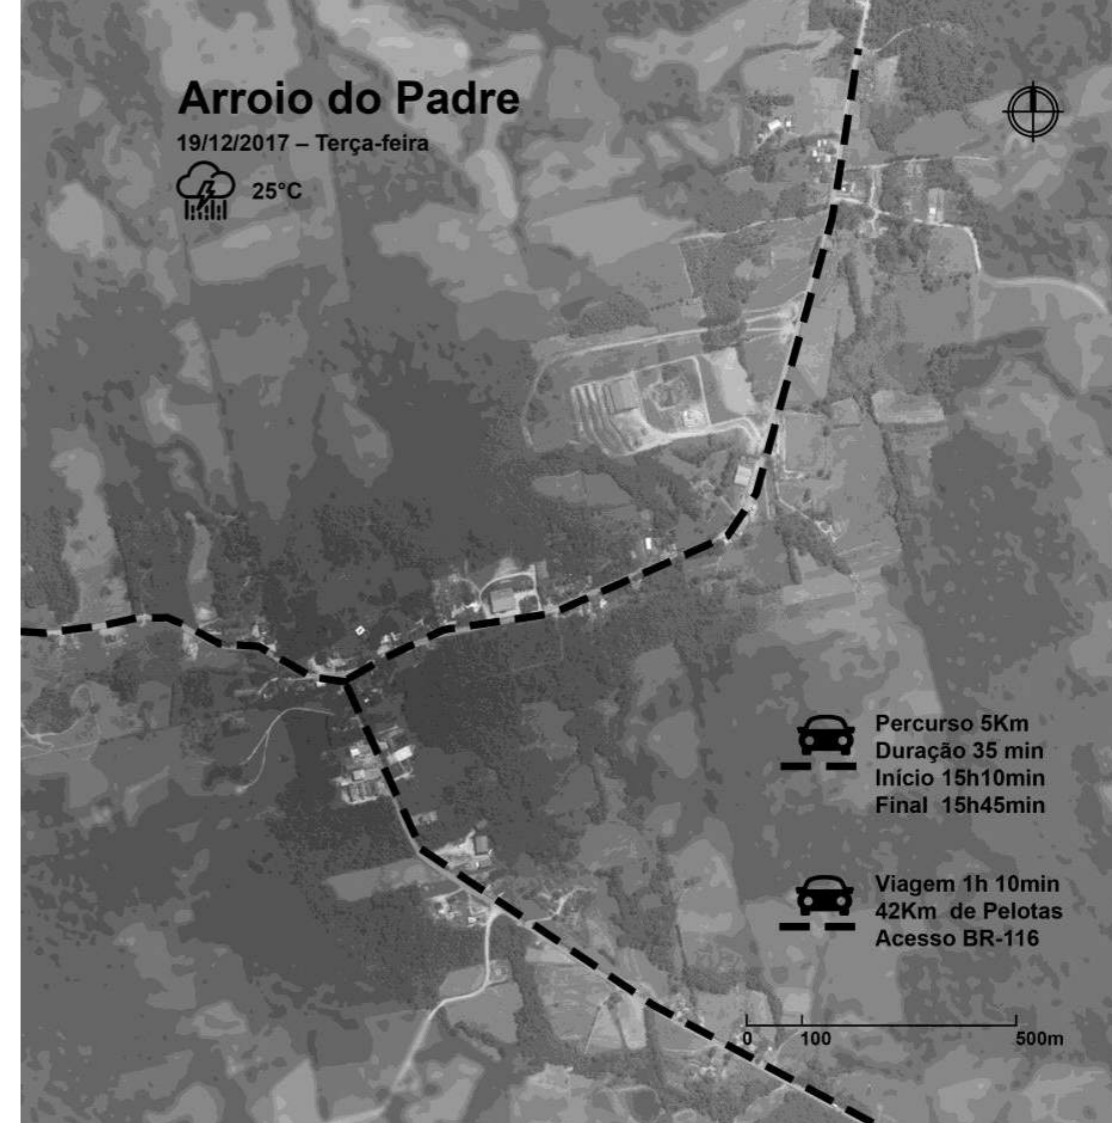 Arroio do Padre
19/12/2017 – Terça-feira
25°C
Percurso 5Km
Duração 35 min
Início 15h10min
Final 15h45min
Viagem 1h 10min
42Km de Pelotas
Acesso BR-116
0 100 500m